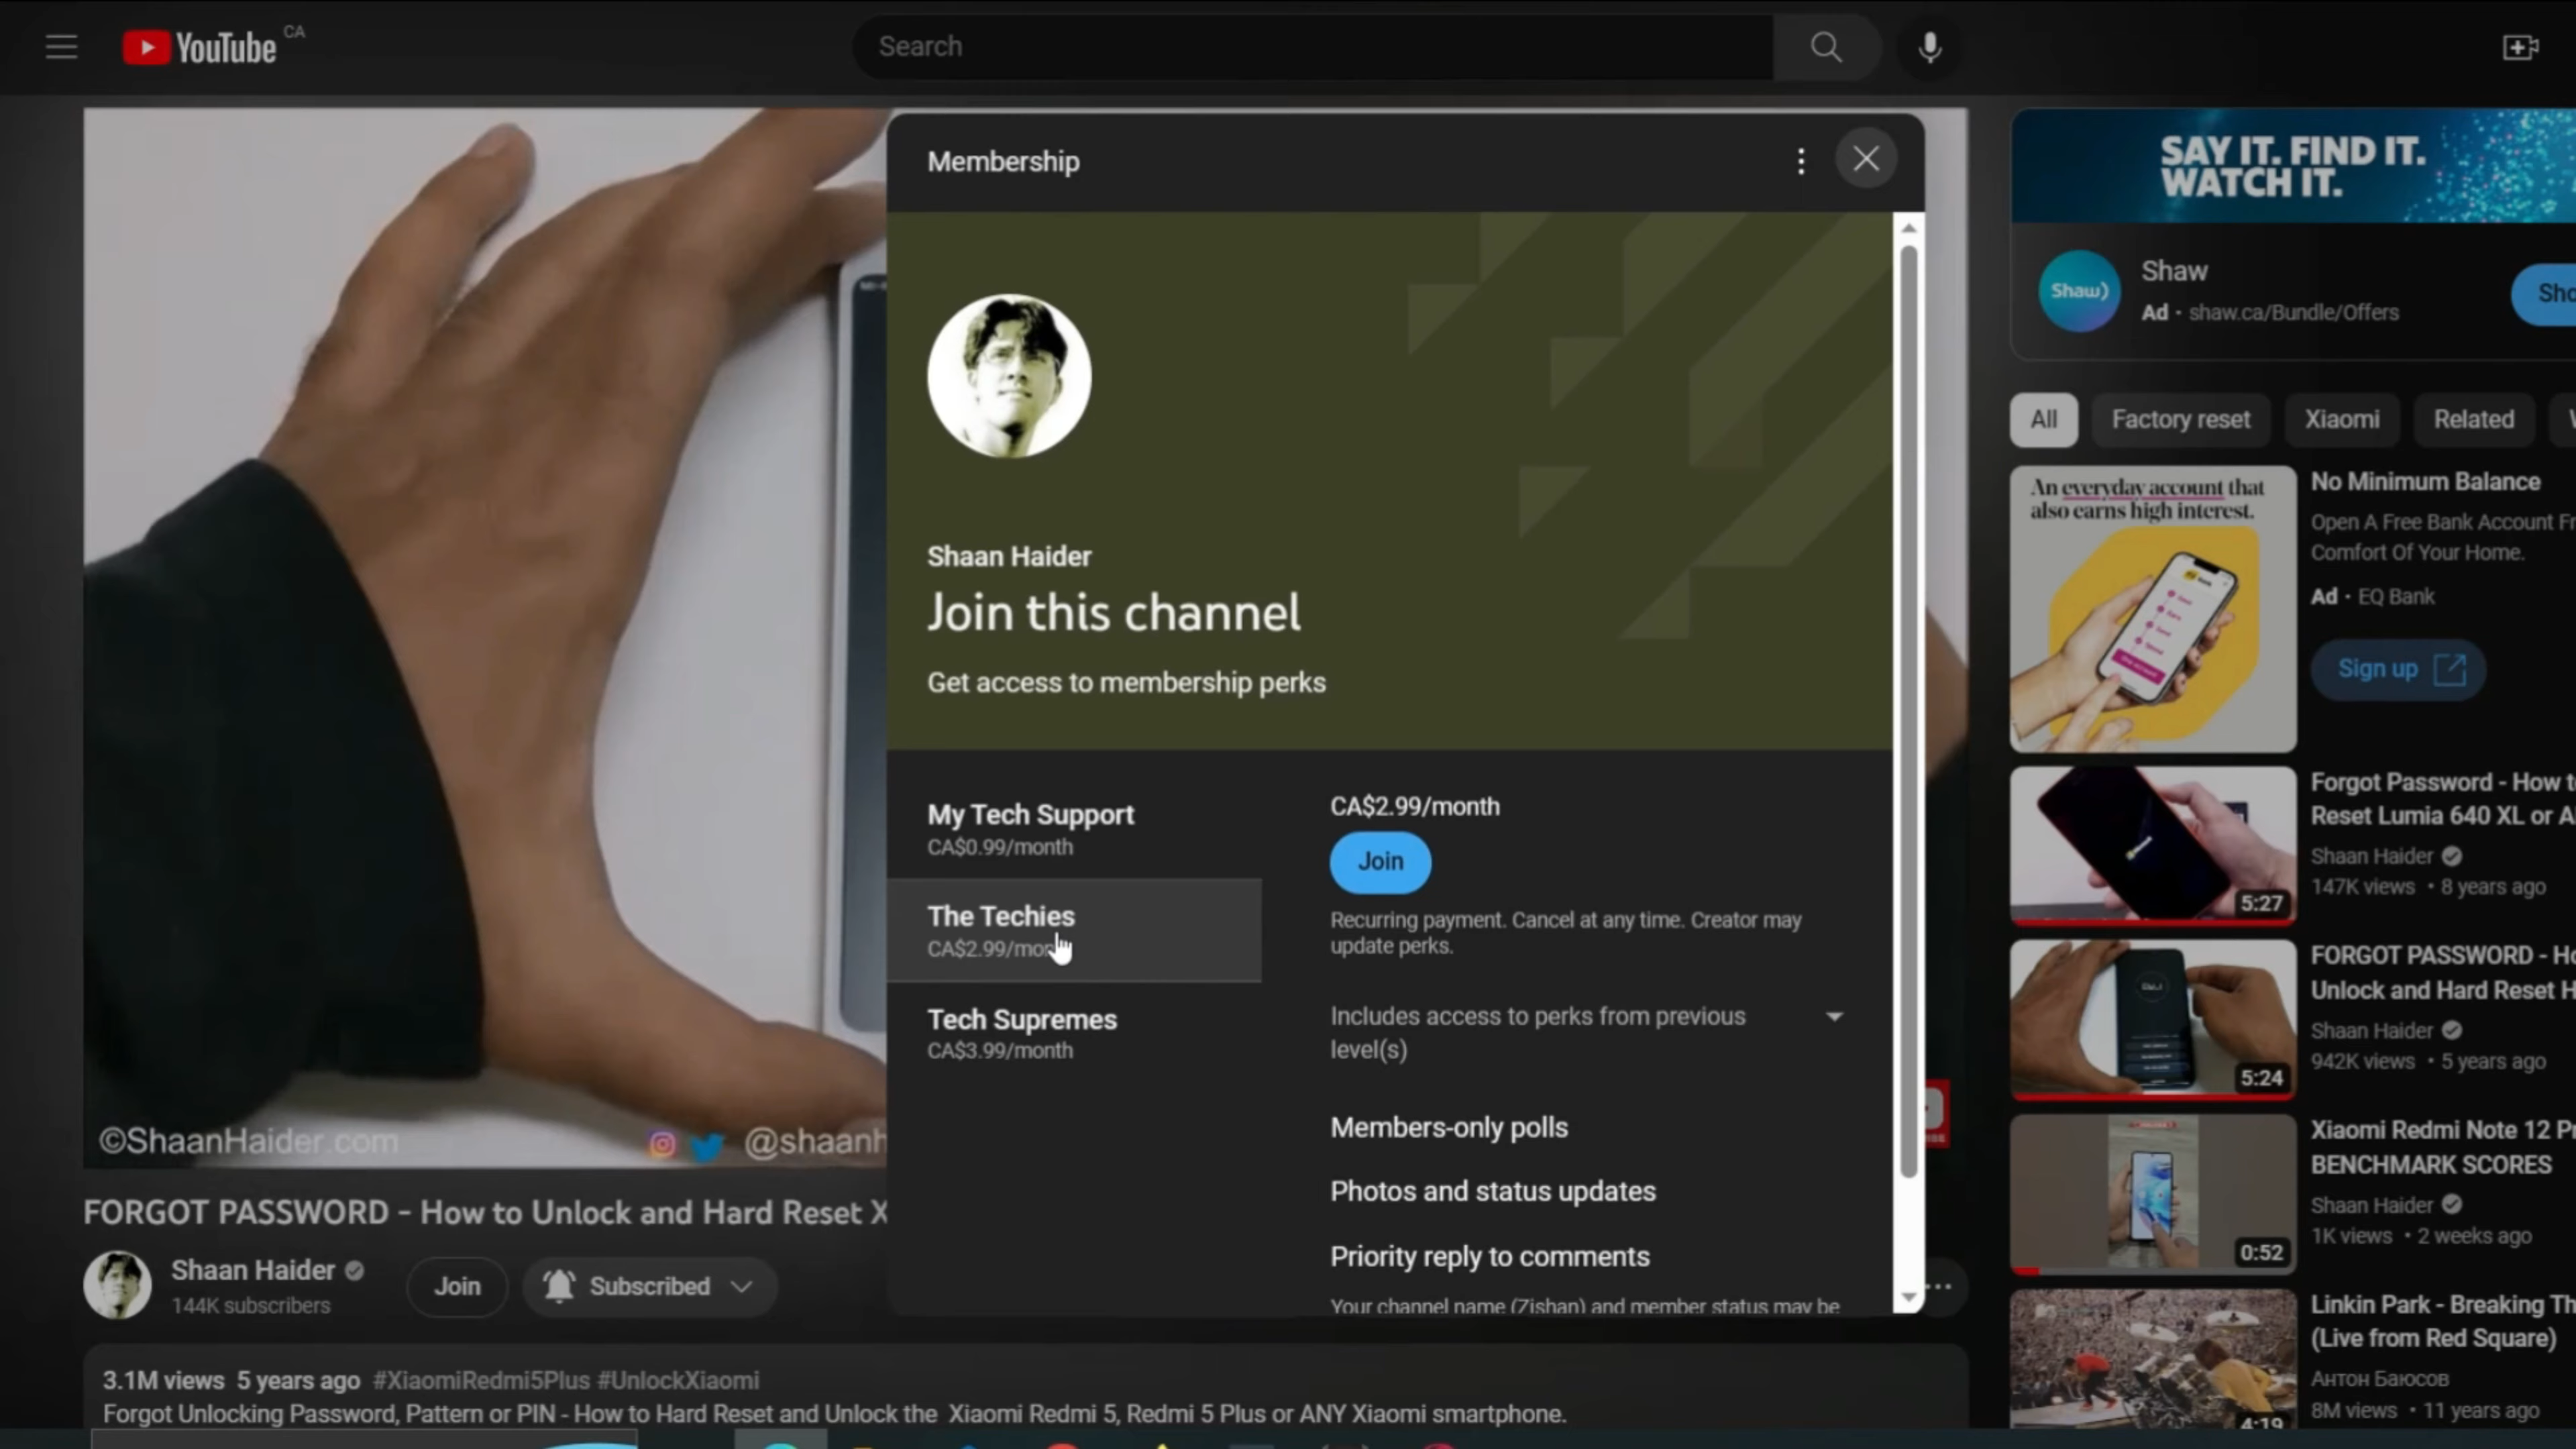 YouTube CA
Search
Membership
Shaan Haider
Join this channel
Get access to membership perks
My Tech Support
CA$0.99/month
The Techies
CA$2.99/mon
Tech Supremes
CA$3.99/month
CA$2.99/month
Join
Recurring payment. Cancel at any time. Creator may
update perks.
Includes access to perks from previous
level(s)
Members-only polls
Photos and status updates
Priority reply to comments
Your channel name (Zishan) and member status may be
©ShaanHaider.com
@shaanh
FORGOT PASSWORD - How to Unlock and Hard Reset X
Shaan Haider
144K subscribers
Join
Subscribed
3.1M views 5 years ago #XiaomiRedmi5Plus #UnlockXiaomi
Forgot Unlocking Password, Pattern or PIN - How to Hard Reset and Unlock the Xiaomi Redmi 5, Redmi 5 Plus or ANY Xiaomi smartphone.
SAY IT. FIND IT.
WATCH IT.
Shaw)
Shaw
Ad · shaw.ca/Bundle/Offers
Sho
All
Factory reset
Xiaomi
Related
An everyday account that
also earns high interest.
No Minimum Balance
Open A Free Bank Account Fr
Comfort Of Your Home.
Ad · EQ Bank
Sign up
5:27
Forgot Password - How to
Reset Lumia 640 XL or A
Shaan Haider
147K views • 8 years ago
5:24
FORGOT PASSWORD - Ho
Unlock and Hard Reset H
Shaan Haider
942K views • 5 years ago
0:52
Xiaomi Redmi Note 12 P
BENCHMARK SCORES
Shaan Haider
1K views • 2 weeks ago
4:19
Linkin Park - Breaking Th
(Live from Red Square)
Антон Баюсов
8M views • 11 years ago